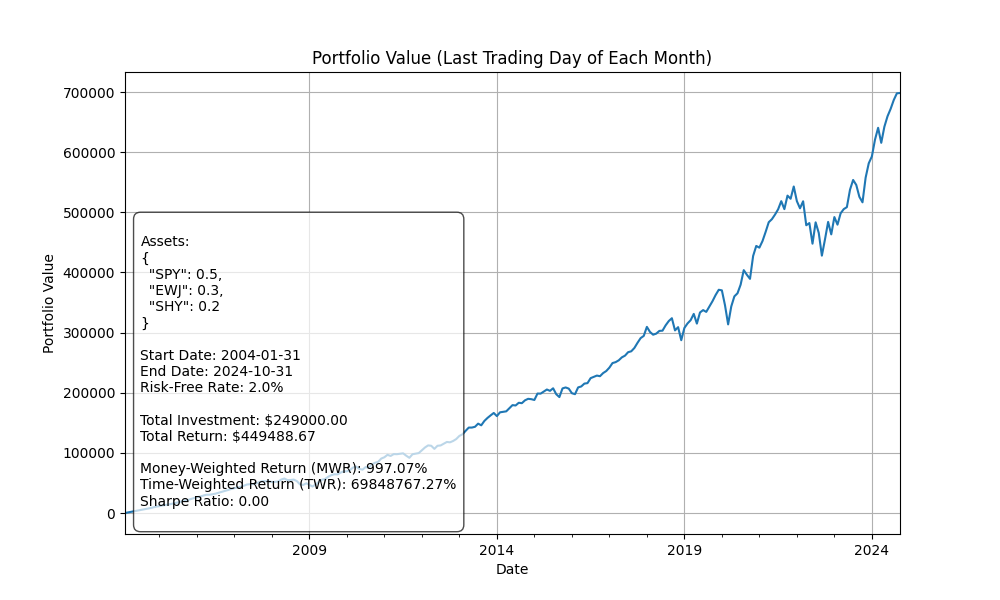 Portfolio Value (Last Trading Day of Each Month)
700000
600000
500000
400000
300000
200000
100000
0
Portfolio Value
Assets:
{
"SPY": 0.5,
"EWJ": 0.3,
"SHY": 0.2
}
Start Date: 2004-01-31
End Date: 2024-10-31
Risk-Free Rate: 2.0%
Total Investment: $249000.00
Total Return: $449488.67
Money-Weighted Return (MWR): 997.07%
Time-Weighted Return (TWR): 69848767.27%
Sharpe Ratio: 0.00
2009
2014
2019
2024
Date